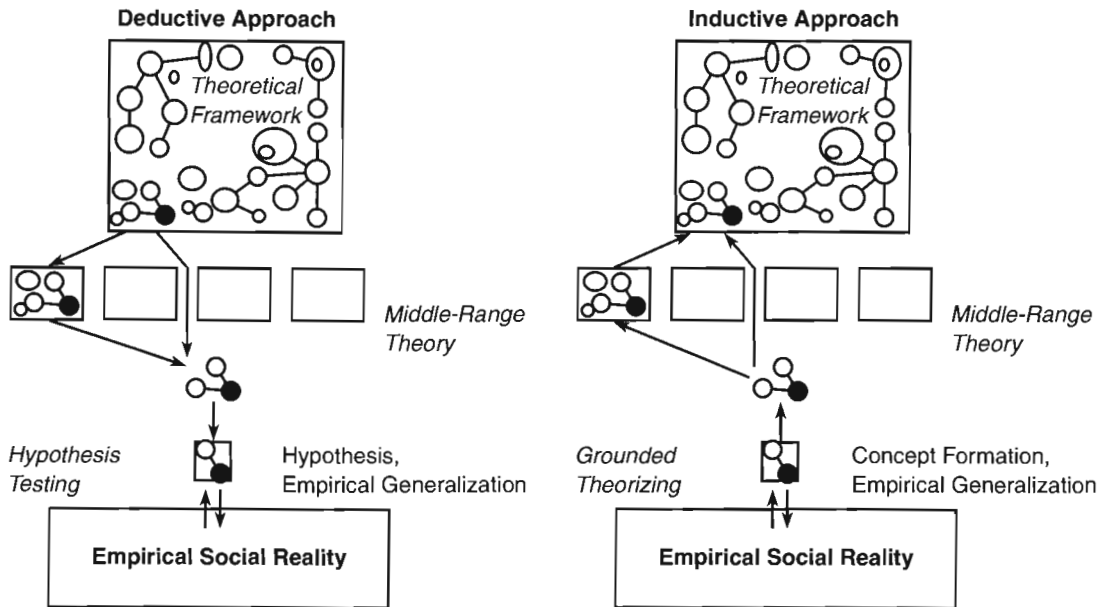 Deductive Approach
Theoretical
Framework
Middle-Range
Theory
Hypothesis
Testing
Hypothesis,
Empirical Generalization
Empirical Social Reality
Inductive Approach
Theoretical
Framework
Middle-Range
Theory
Grounded
Theorizing
Concept Formation,
Empirical Generalization
Empirical Social Reality